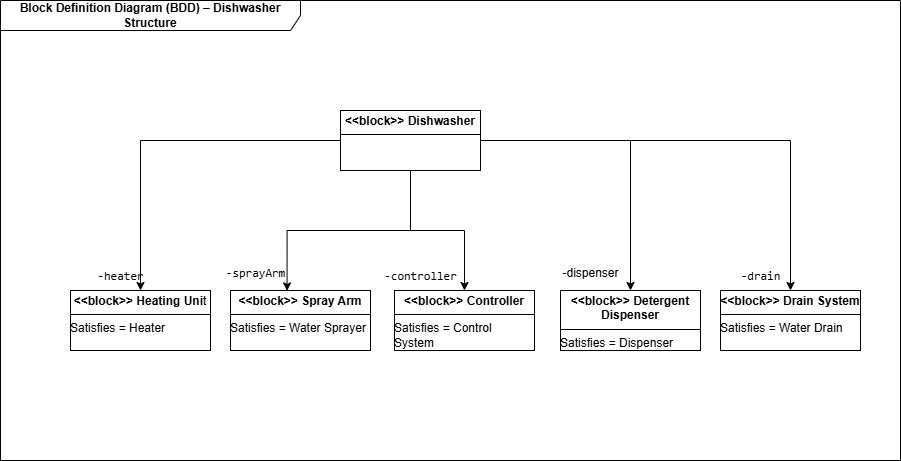 Block Definition Diagram (BDD) – Dishwasher
Structure
<<block>> Dishwasher
-heater
-sprayArm
-controller
-dispenser
-drain
<<block>> Heating Unit
Satisfies = Heater
<<block>> Spray Arm
Satisfies = Water Sprayer
<<block>> Controller
Satisfies = Control
System
<<block>> Detergent
Dispenser
Satisfies = Dispenser
<<block>> Drain System
Satisfies = Water Drain